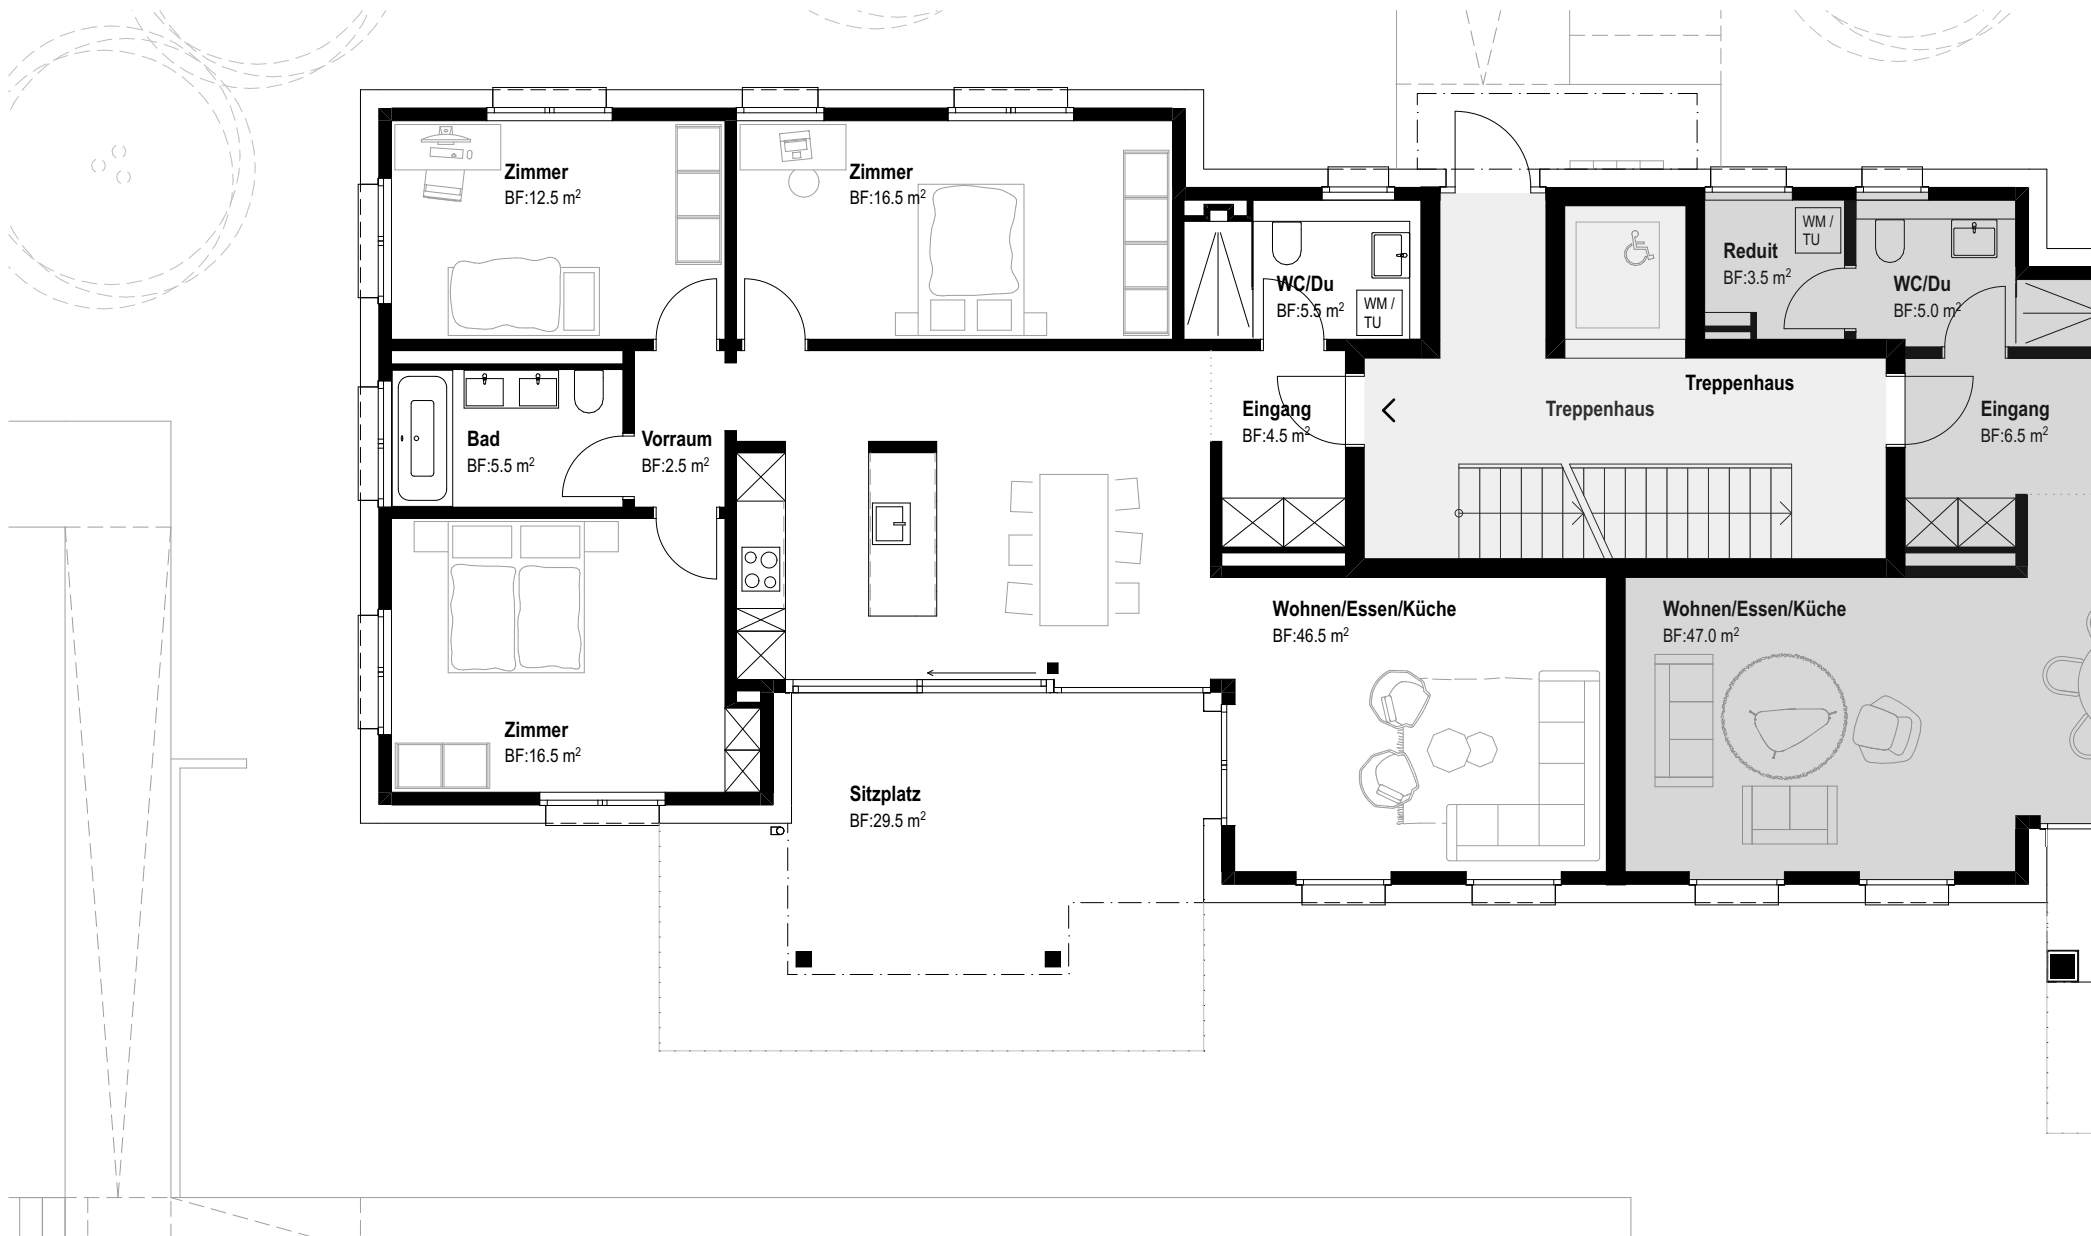 Zimmer
BF:12.5 m²
Zimmer
BF:16.5 m²
WC/Du
BF:5.5 m²
WM /
TU
Reduit
BF:3.5 m²
WM /
TU
WC/Du
BF:5.0 m²
Treppenhaus
Treppenhaus
Eingang
BF:4.5 m²
Eingang
BF:6.5 m²
Bad
BF:5.5 m²
Vorraum
BF:2.5 m²
Wohnen/Essen/Küche
BF:46.5 m²
Wohnen/Essen/Küche
BF:47.0 m²
Zimmer
BF:16.5 m²
Sitzplatz
BF:29.5 m²